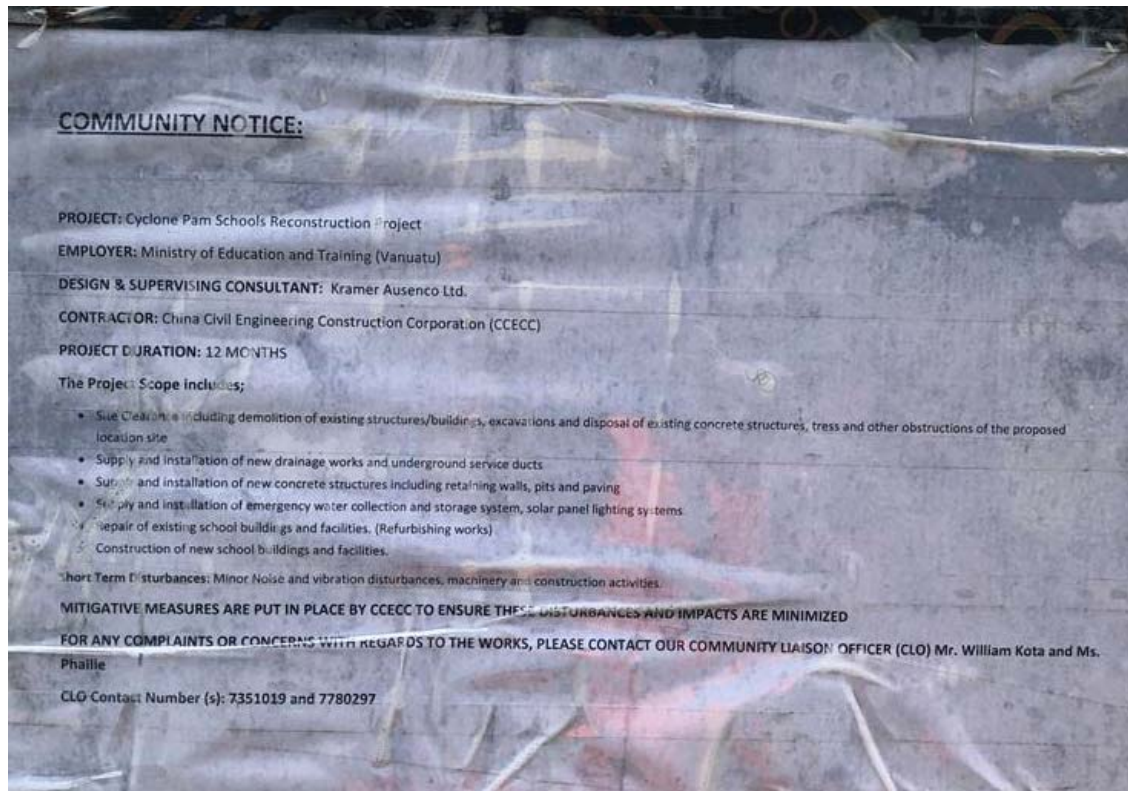 COMMUNITY NOTICE:
PROJECT: Cyclone Pam Schools Reconstruction Project
EMPLOYER: Ministry of Education and Training (Vanuatu)
DESIGN & SUPERVISING CONSULTANT: Kramer Ausenco Ltd.
CONTRACTOR: China Civil Engineering Construction Corporation (CCECC)
PROJECT DURATION: 12 MONTHS
The Project Scope includes;
• Site Clearance including demolition of existing structures/buildings, excavations and disposal of existing concrete structures, tress and other obstructions of the proposed
location site
• Supply and installation of new drainage works and underground service ducts
• Supply and installation of new concrete structures including retaining walls, pits and paving
• Supply and installation of emergency water collection and storage system, solar panel lighting systems
• Repair of existing school buildings and facilities. (Refurbishing works)
• Construction of new school buildings and facilities.
Short Term Disturbances: Minor Noise and vibration disturbances, machinery and construction activities.
MITIGATIVE MEASURES ARE PUT IN PLACE BY CCECC TO ENSURE THESE DISTURBANCES AND IMPACTS ARE MINIMIZED
FOR ANY COMPLAINTS OR CONCERNS WITH REGARDS TO THE WORKS, PLEASE CONTACT OUR COMMUNITY LIAISON OFFICER (CLO) Mr. William Kota and Ms.
Phallie
CLO Contact Number (s): 7351019 and 7780297